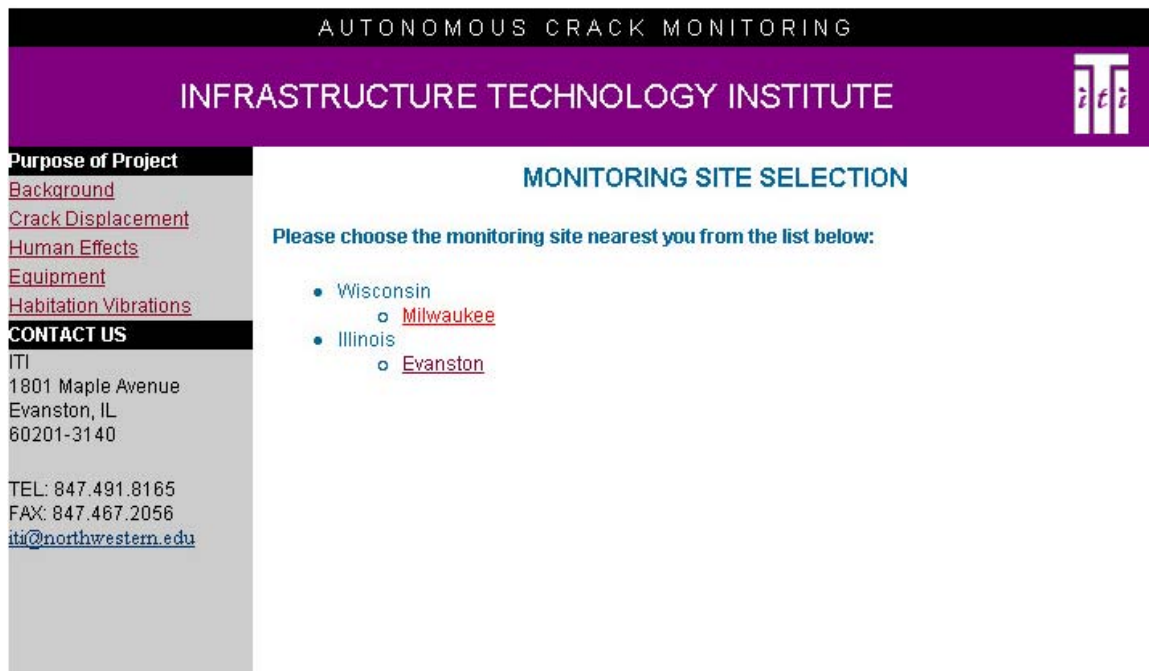 AUTONOMOUS CRACK MONITORING
INFRASTRUCTURE TECHNOLOGY INSTITUTE
iti
Purpose of Project
Background
Crack Displacement
Human Effects
Equipment
Habitation Vibrations
CONTACT US
ITI
1801 Maple Avenue
Evanston, IL
60201-3140
TEL: 847.491.8165
FAX: 847.467.2056
iti@northwestern.edu
MONITORING SITE SELECTION
Please choose the monitoring site nearest you from the list below:
Wisconsin
Milwaukee
Illinois
Evanston